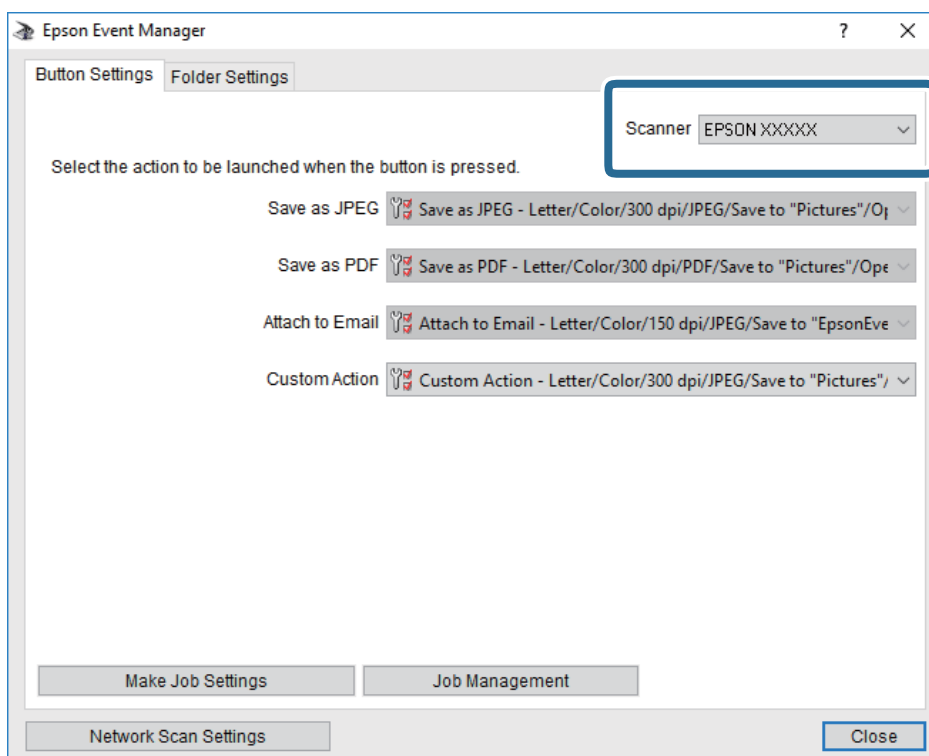 Epson Event Manager
Button Settings Folder Settings
Scanner EPSON XXXXX
Select the action to be launched when the button is pressed.
Save as JPEG Save as JPEG - Letter/Color/300 dpi/JPEG/Save to "Pictures"/Op
Save as PDF Save as PDF - Letter/Color/300 dpi/PDF/Save to "Pictures"/Ope
Attach to Email Attach to Email - Letter/Color/150 dpi/JPEG/Save to "EpsonEve
Custom Action Custom Action - Letter/Color/300 dpi/JPEG/Save to "Pictures"/
Make Job Settings Job Management
Network Scan Settings Close